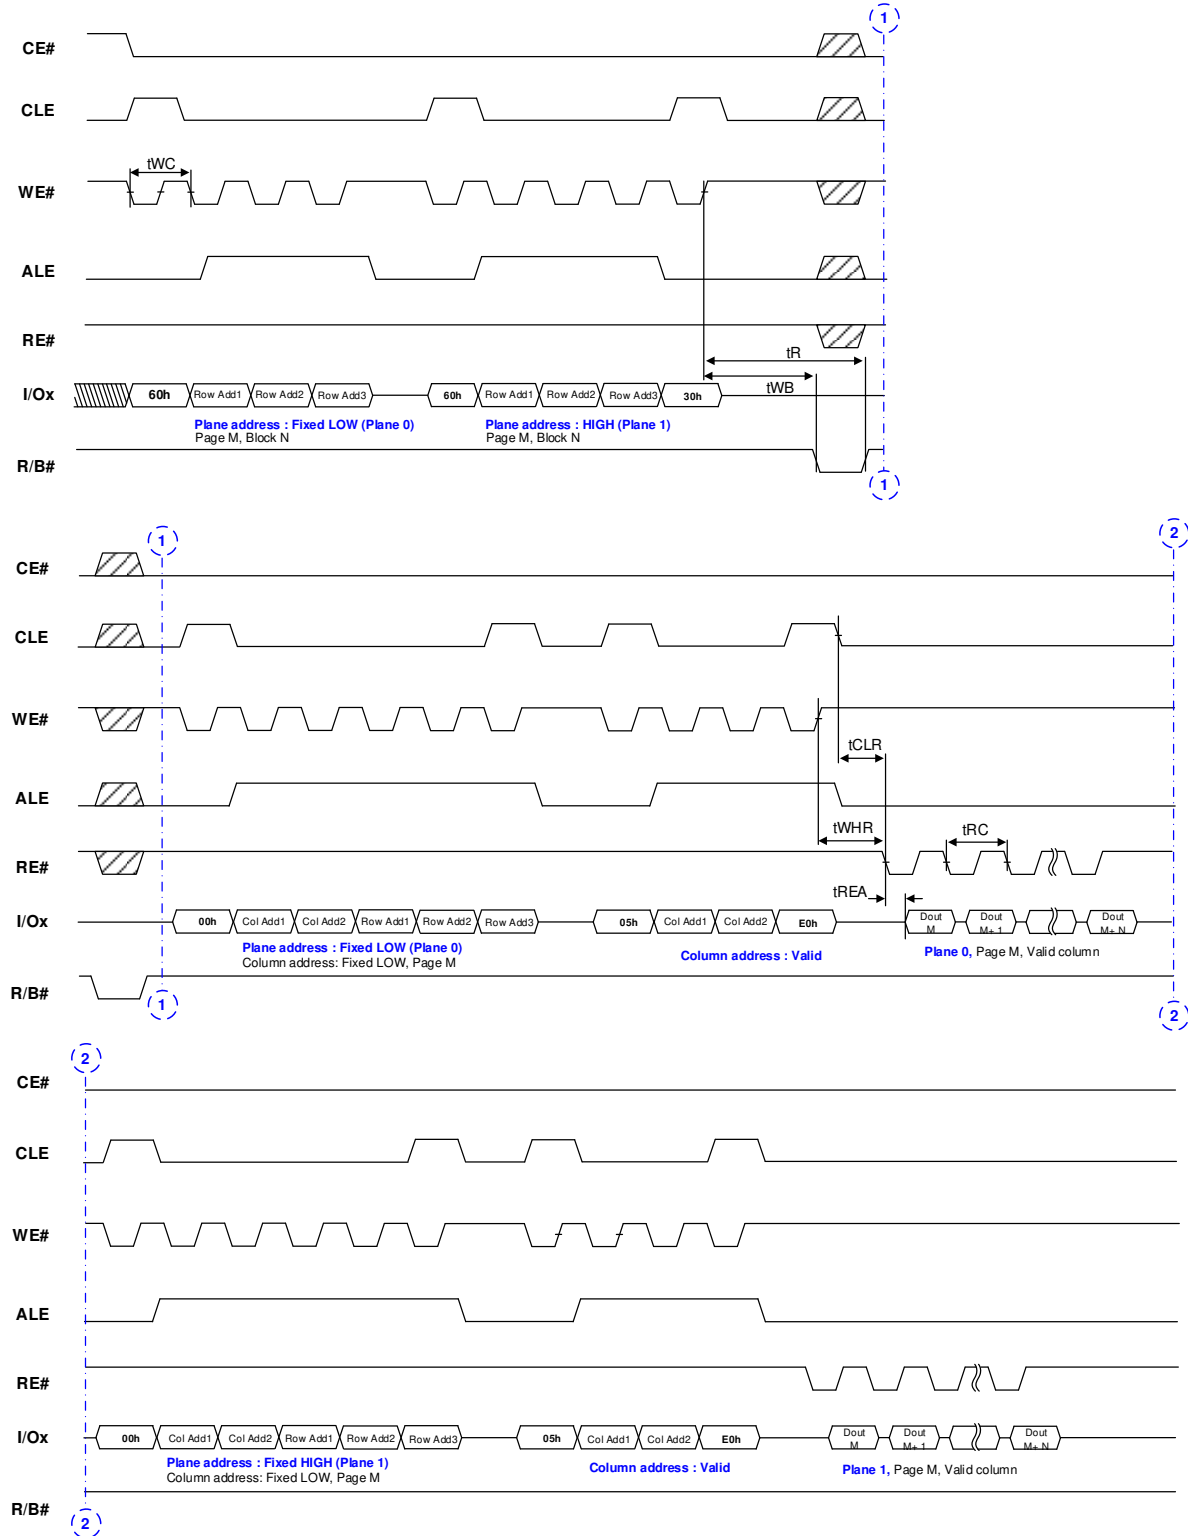 1
CE#
CLE
tWC
WE#
ALE
RE#
tR
tWB
I/Ox 60h Row Add1 Row Add2 Row Add3 60h Row Add1 Row Add2 Row Add3 30h
Plane address : Fixed LOW (Plane 0) Plane address : HIGH (Plane 1)
Page M, Block N Page M, Block N
R/B#
1
1 2
CE#
CLE
WE#
tCLR
ALE
tWHR tRC
RE#
tREA
I/Ox 00h Col Add1 Col Add2 Row Add1 Row Add2 Row Add3 05h Col Add1 Col Add2 E0h Dout M Dout M+ 1 Dout M+ N
Plane address : Fixed LOW (Plane 0) Column address : Valid Plane 0, Page M, Valid column
Column address: Fixed LOW, Page M
R/B#
1 2
2
CE#
CLE
WE#
ALE
RE#
I/Ox 00h Col Add1 Col Add2 Row Add1 Row Add2 Row Add3 05h Col Add1 Col Add2 E0h Dout M Dout M+ 1 Dout M+ N
Plane address : Fixed HIGH (Plane 1) Column address : Valid Plane 1, Page M, Valid column
Column address: Fixed LOW, Page M
R/B#
2